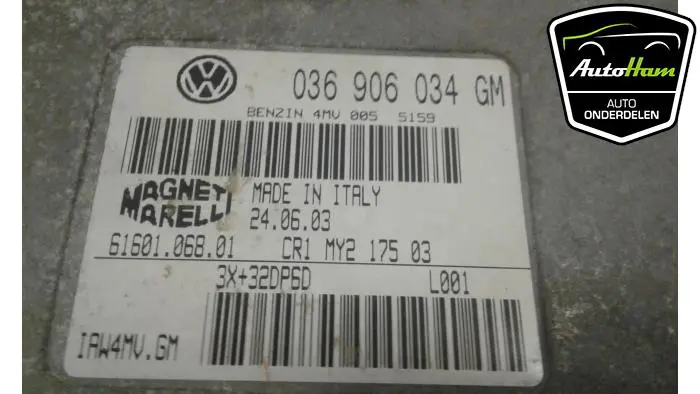 VW
036 906 034 GM
BENZIN 4MV 005 5159
MAGNETI
MARELLI
MADE IN ITALY
24.06.03
61601.068.01 CR1 MY2 175 03
3X+32DP6D L001
IAW4MV.GM
AutoHam
AUTO
ONDERDELEN